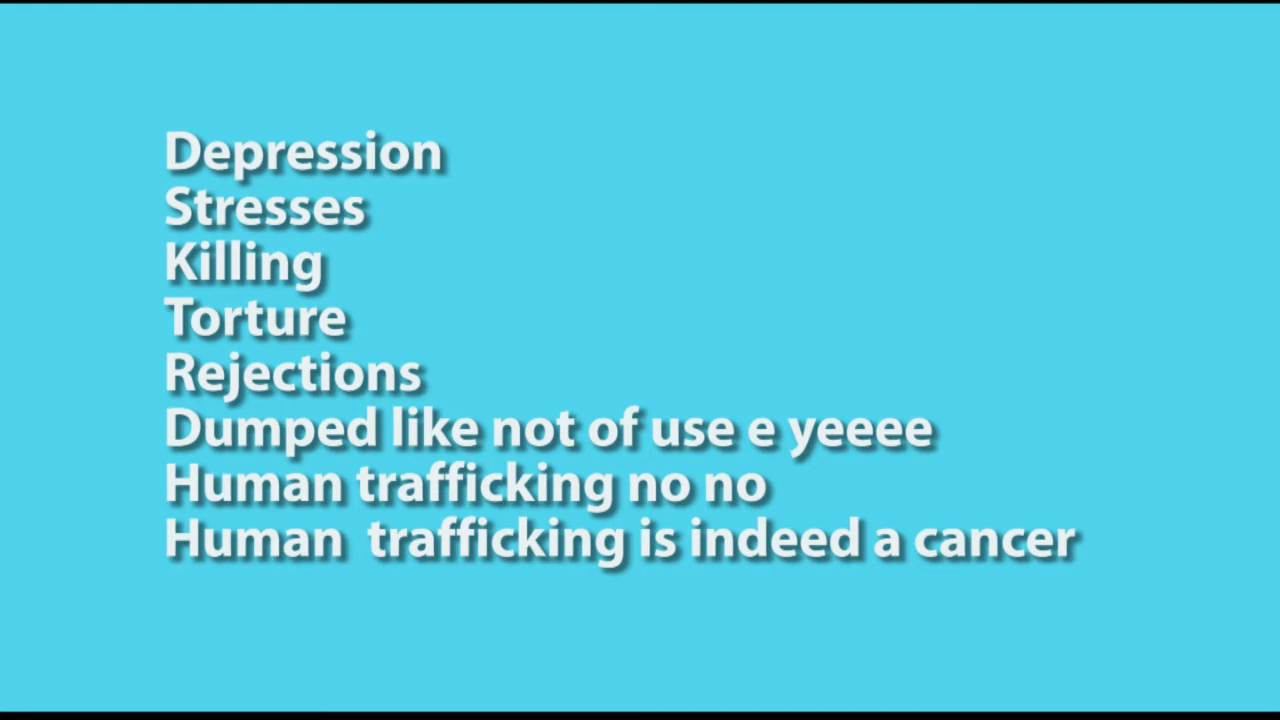 Depression
Stresses
Killing
Torture
Rejections
Dumped like not of use e yeeee
Human trafficking no no
Human  trafficking is indeed a cancer